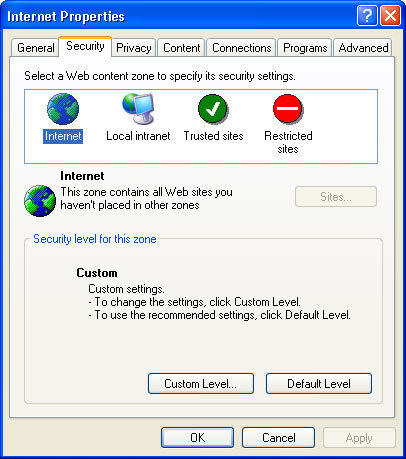 Internet Properties
General Security Privacy Content Connections Programs Advanced
Select a Web content zone to specify its security settings.
Internet Local intranet Trusted sites Restricted
sites
Internet
This zone contains all Web sites you
haven't placed in other zones
Sites...
Security level for this zone
Custom
Custom settings.
- To change the settings, click Custom Level.
- To use the recommended settings, click Default Level.
Custom Level... Default Level
OK Cancel Apply